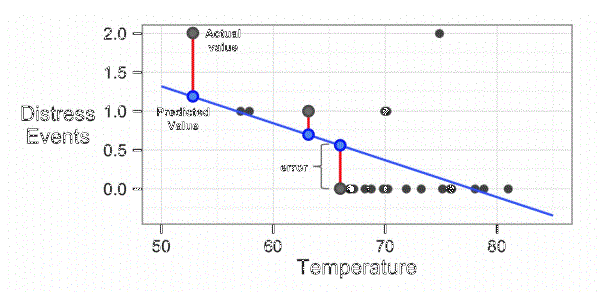 2.0
Actual
value
1.5
Distress
Events
1.0
Predicted
Value
0.5
error
0.0
50 60 70 80
Temperature